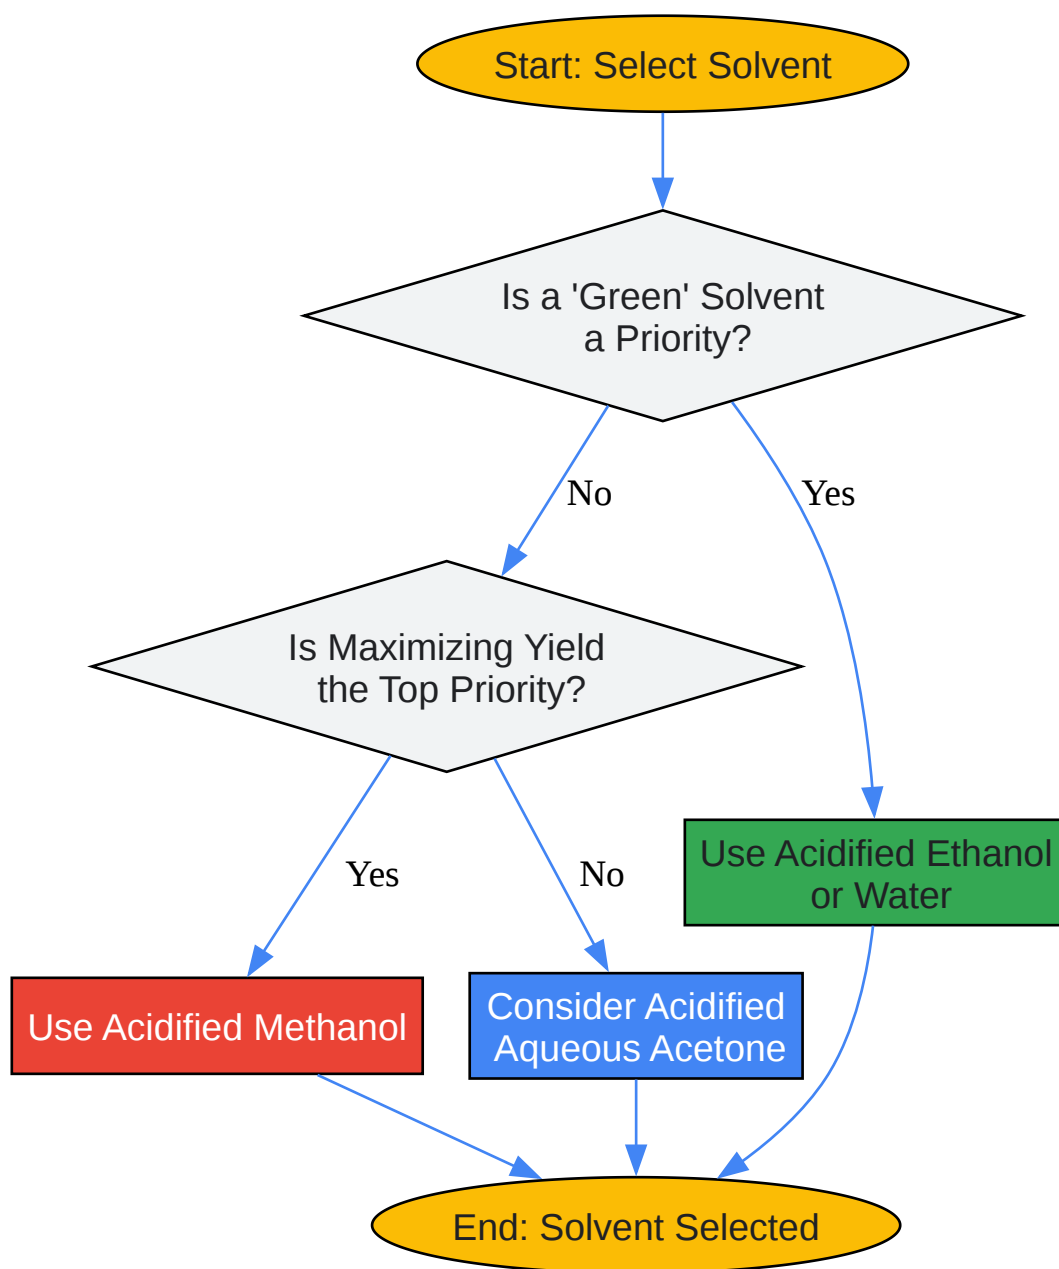 Start: Select Solvent
Is a 'Green' Solvent
a Priority?
No
Yes
Is Maximizing Yield
the Top Priority?
Yes
No
Use Acidified Ethanol
or Water
Use Acidified Methanol
Consider Acidified
Aqueous Acetone
End: Solvent Selected